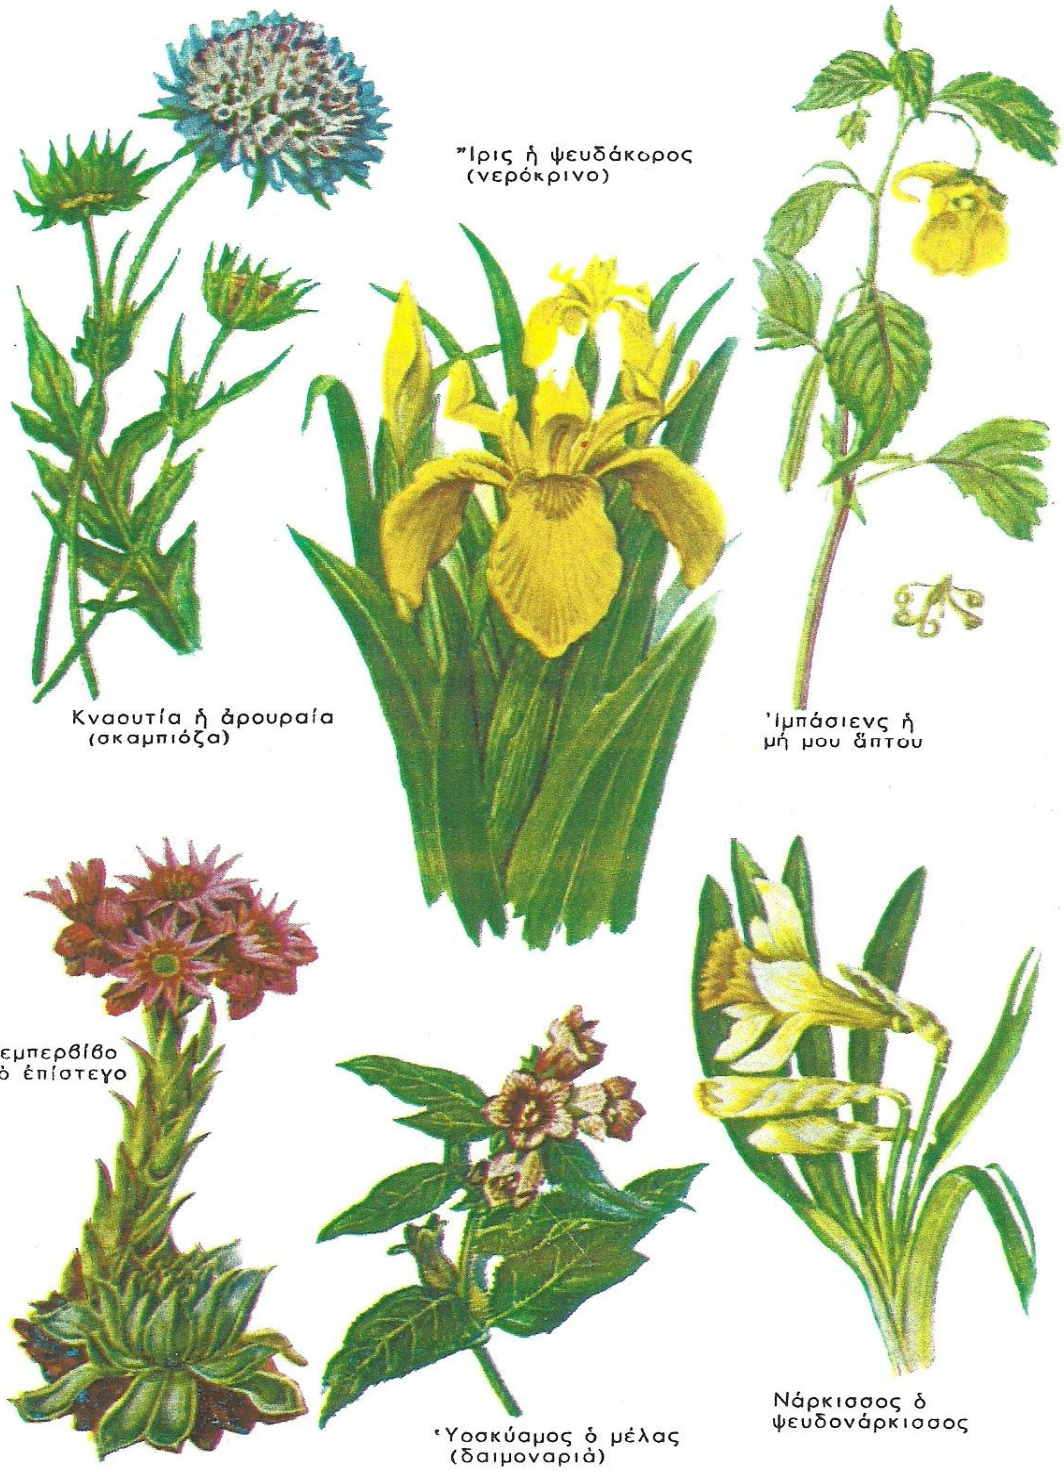 Ἴρις ἡ ψευδάκορος
(νερόκρινο)
Κναουτία ἡ ἀρουραία
(σκαμπιόζα)
Ἰμπάσιενς ἡ
μή μου ἅπτου
εμπερβίβο
ὁ ἐπίστεγο
Ὑοσκύαμος ὁ μέλας
(δαιμοναριά)
Νάρκισσος ὁ
ψευδονάρκισσος